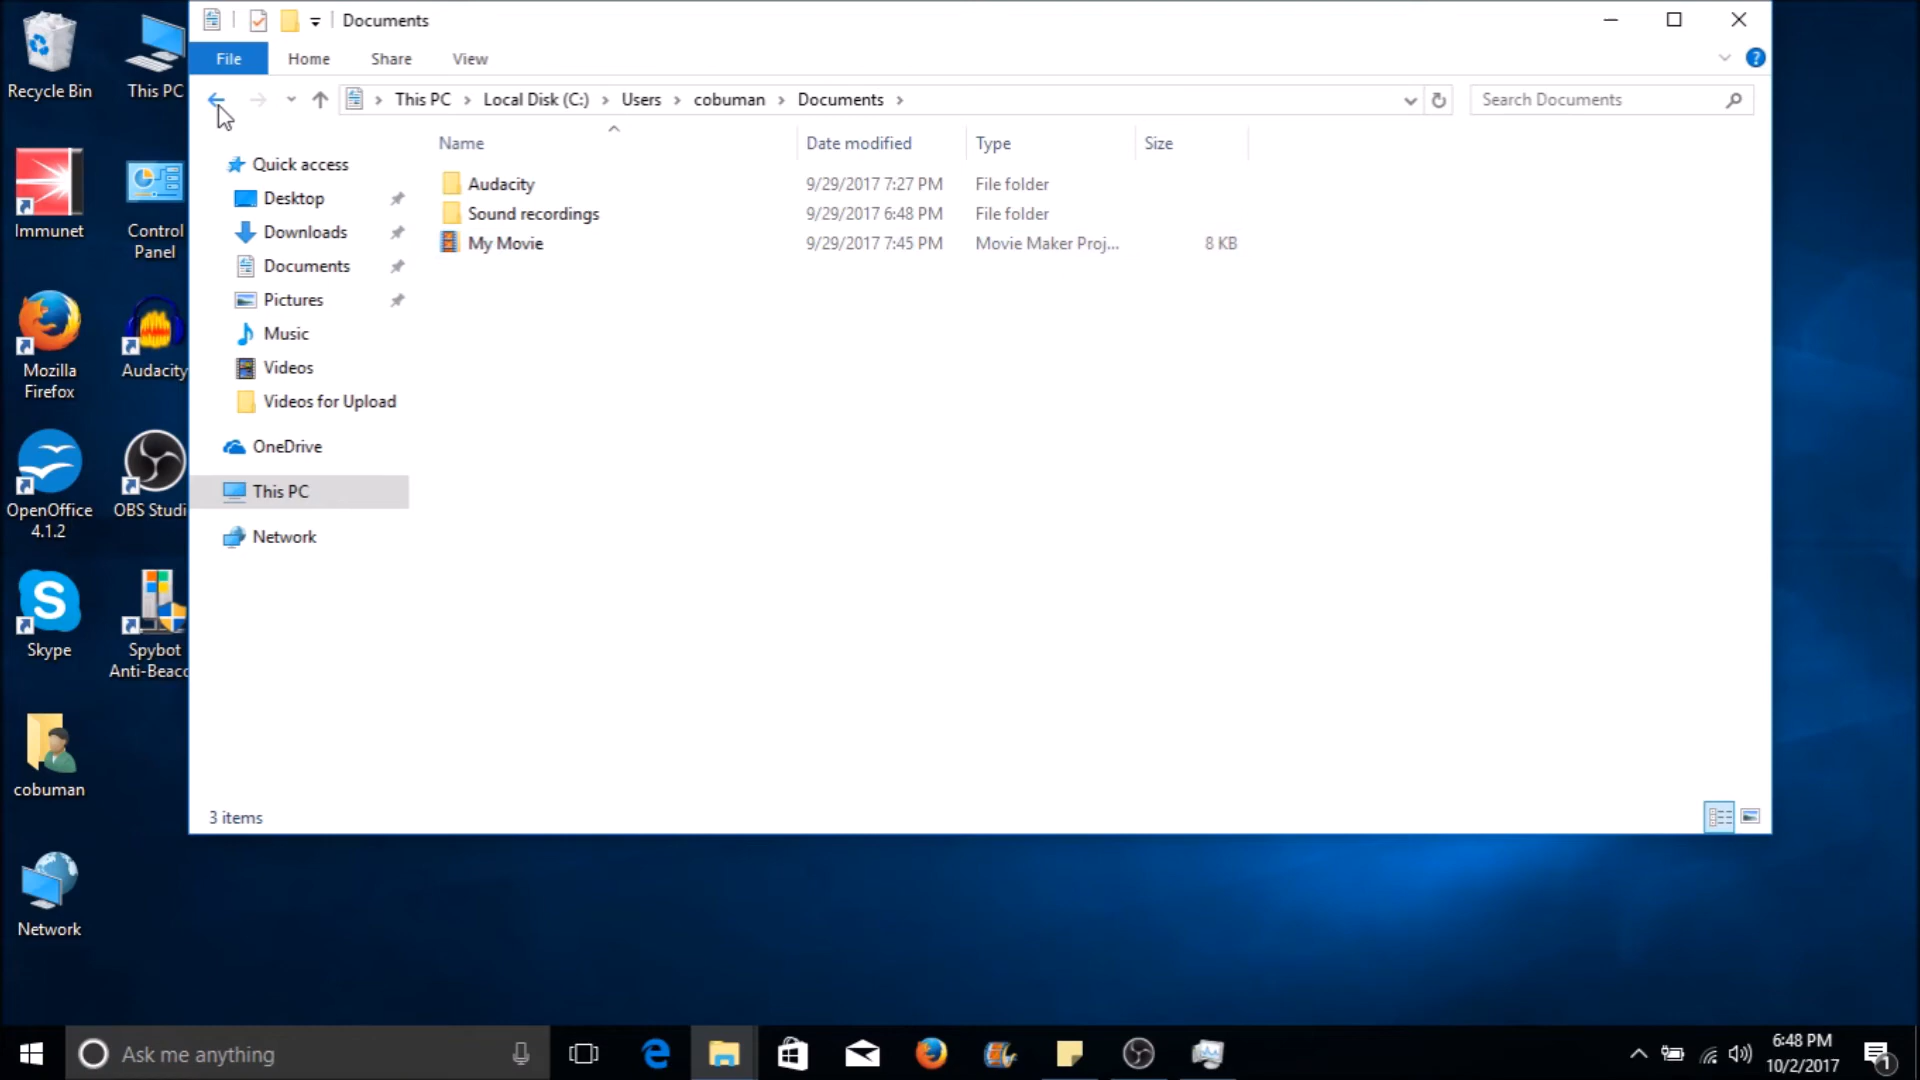 Documents
File
Home
Share
View
This PC
Local Disk (C:)
Users
cobuman
Documents
Search Documents
Name
Date modified
Type
Size
Quick access
Desktop
Downloads
Documents
Pictures
Music
Videos
Videos for Upload
OneDrive
This PC
Network
Audacity
9/29/2017 7:27 PM
File folder
Sound recordings
9/29/2017 6:48 PM
File folder
My Movie
9/29/2017 7:45 PM
Movie Maker Proj...
8 KB
3 items
Recycle Bin
This PC
Immunet
Control
Panel
Mozilla
Firefox
Audacity
OpenOffice
4.1.2
OBS Studi
Skype
Spybot
Anti-Beac
cobuman
Network
Ask me anything
6:48 PM
10/2/2017
1